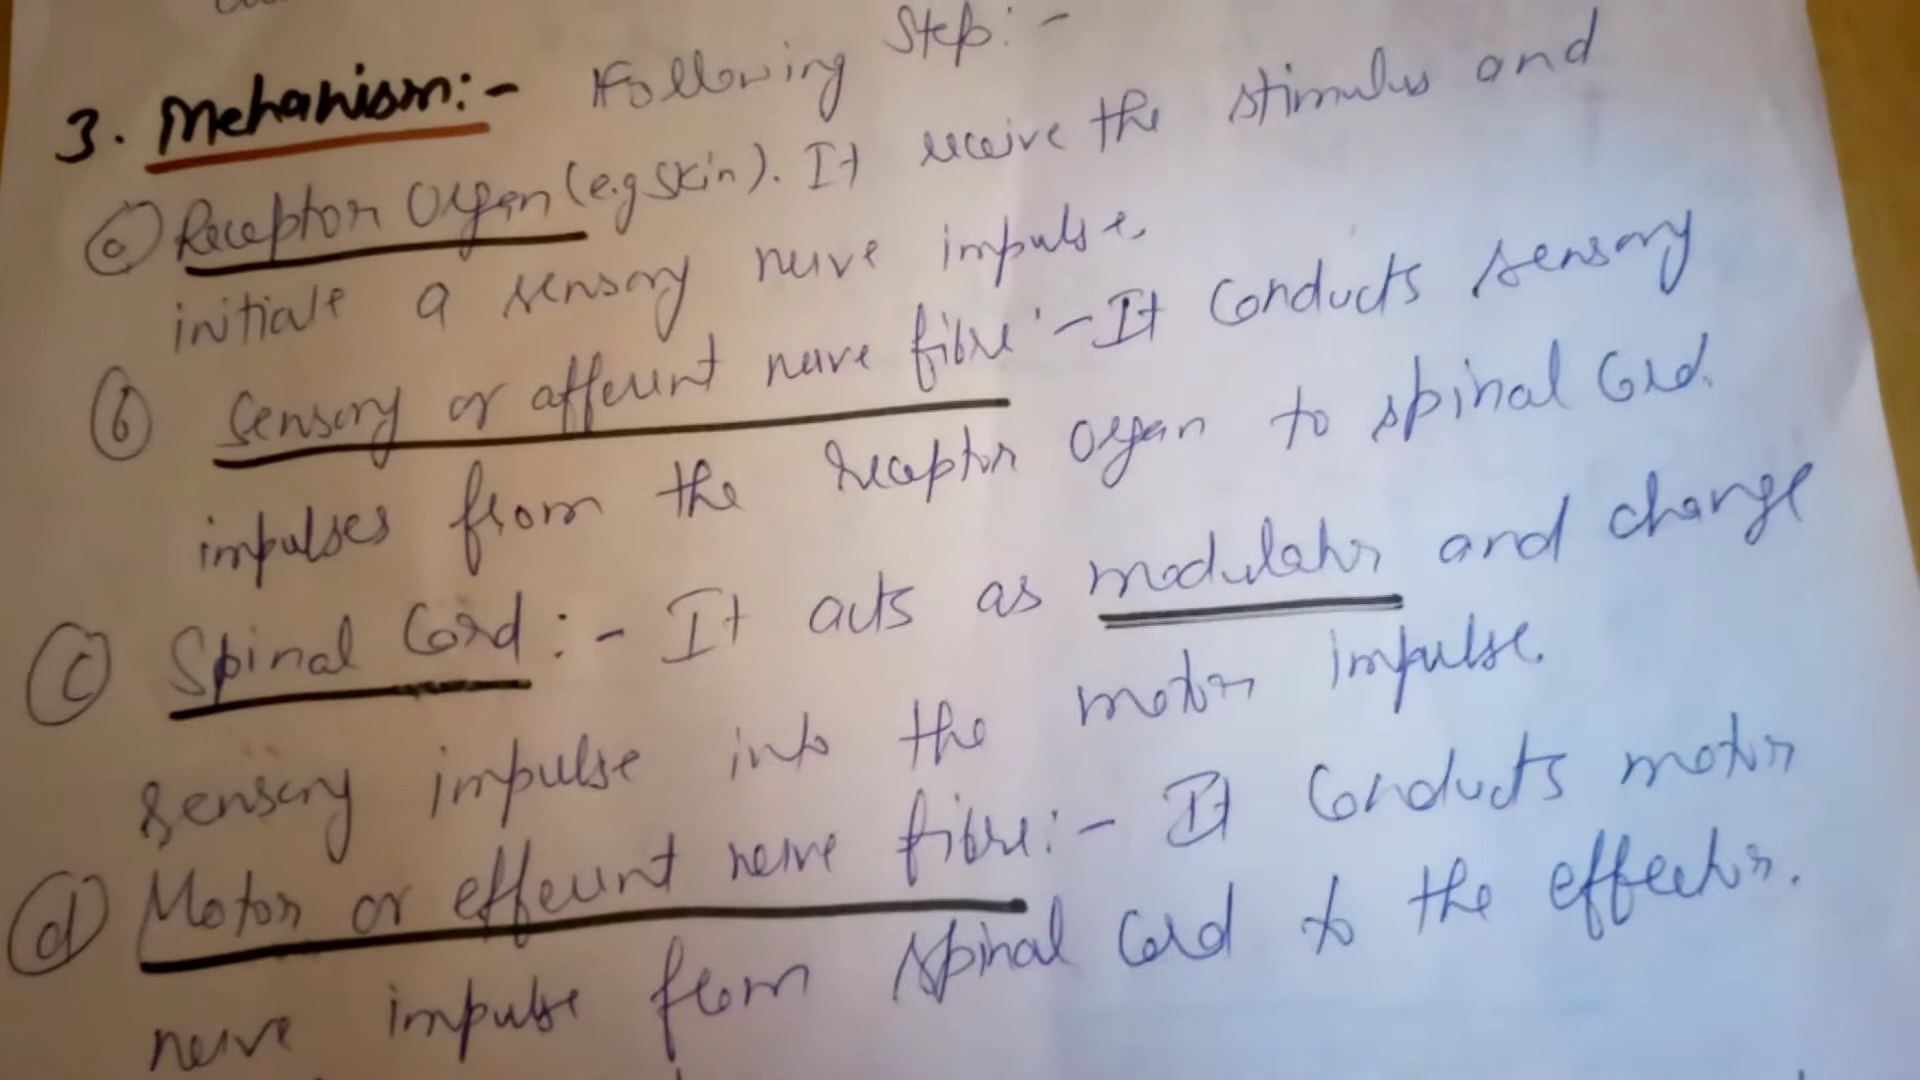 3. Mehanism:- Following Step:-
(a) Receptor Organ (e.g skin). It receive the stimulus and
initiate a sensory nerve impulse.
(b) Sensory or afferent nerve fibre:- It Conducts sensory
impulses from the receptor organ to spinal Cord.
(c) Spinal Cord:- It acts as modulator and change
sensory impulse into the motor impulse.
(d) Motor or efferent nerve fibre:- It Conducts motor
nerve impulse from spinal Cord to the effector.